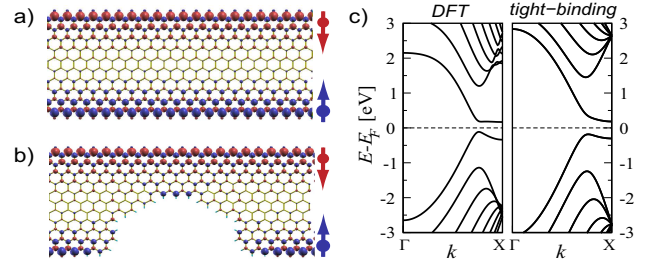 a)
b)
c)
DFT
tight-binding
E-E_F [eV]
3
2
1
0
-1
-2
-3
3
2
1
0
-1
-2
-3
Γ
k
X
Γ
k
X